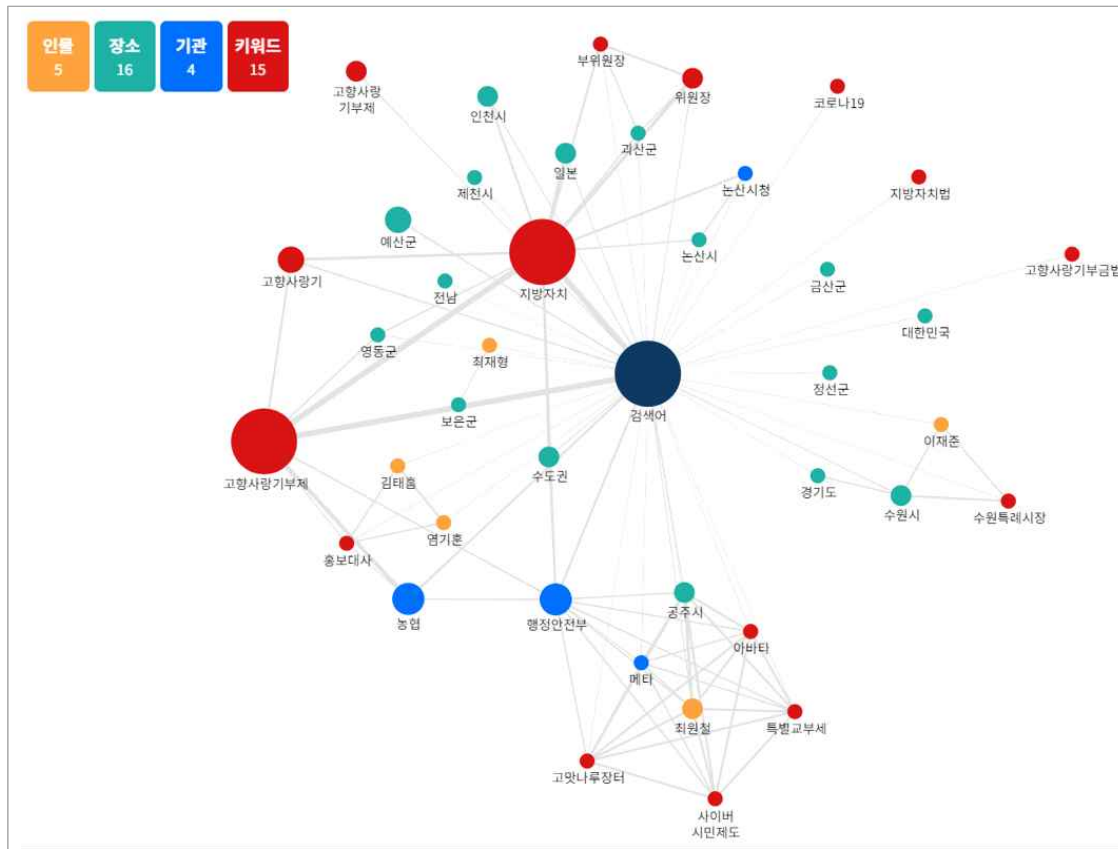 인물
5
장소
16
기관
4
키워드
15
고향사랑
기부제
인천시
부위원장
위원장
코로나19
일본
괴산군
제천시
논산시청
지방자치법
예산군
논산시
고향사랑기
전남
지방자치
금산군
고향사랑기부금법
대한민국
영동군
최재형
보은군
검색어
정선군
이재준
고향사랑기부제
김태흠
수도권
경기도
수원시
수원특례시장
염기훈
홍보대사
농협
행정안전부
공주시
아바타
메타
최원철
특별교부세
고맛나루장터
사이버
시민제도